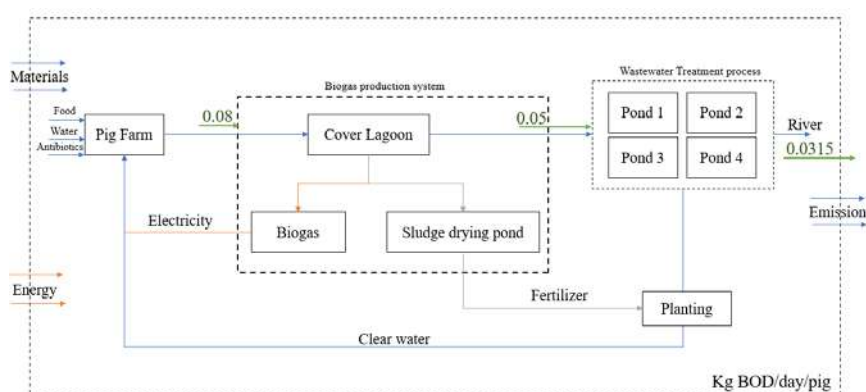 Materials
Food
Water
Antibiotics
Pig Farm
0.08
Biogas production system
Cover Lagoon
0.05
Wastewater Treatment process
Pond 1
Pond 2
Pond 3
Pond 4
River
0.0315
Emission
Electricity
Biogas
Sludge drying pond
Energy
Fertilizer
Planting
Clear water
Kg BOD/day/pig